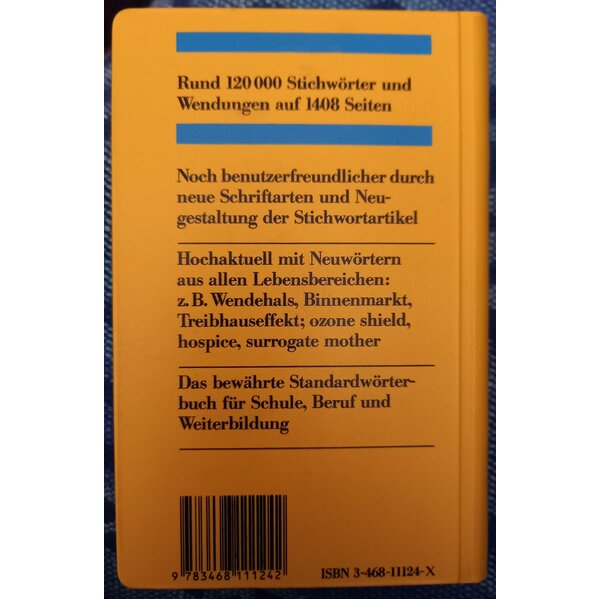 Rund 120 000 Stichwörter und
Wendungen auf 1408 Seiten
Noch benutzerfreundlicher durch
neue Schriftarten und Neu-
gestaltung der Stichwortartikel
Hochaktuell mit Neuwörtern
aus allen Lebensbereichen:
z. B. Wendehals, Binnenmarkt,
Treibhauseffekt; ozone shield,
hospice, surrogate mother
Das bewährte Standardwörter-
buch für Schule, Beruf und
Weiterbildung
9 783468 111242
ISBN 3-468-11124-X